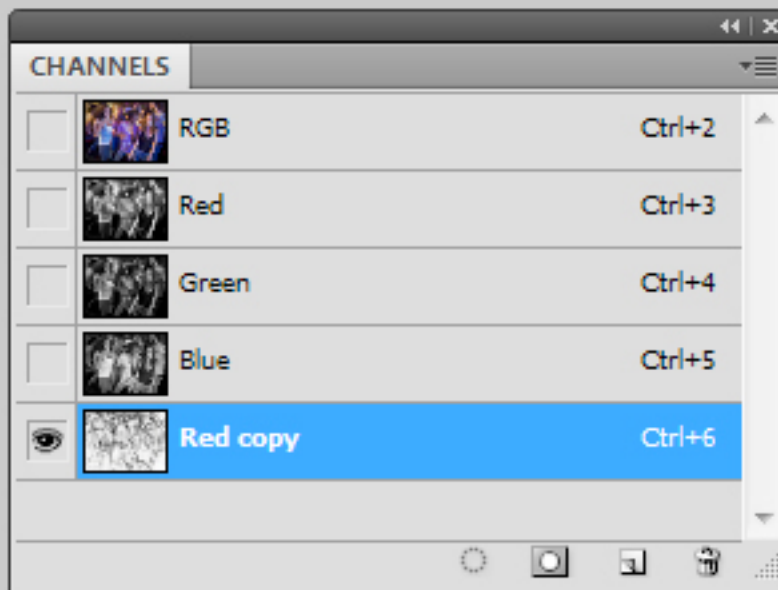 CHANNELS
RGB Ctrl+2
Red Ctrl+3
Green Ctrl+4
Blue Ctrl+5
Red copy Ctrl+6